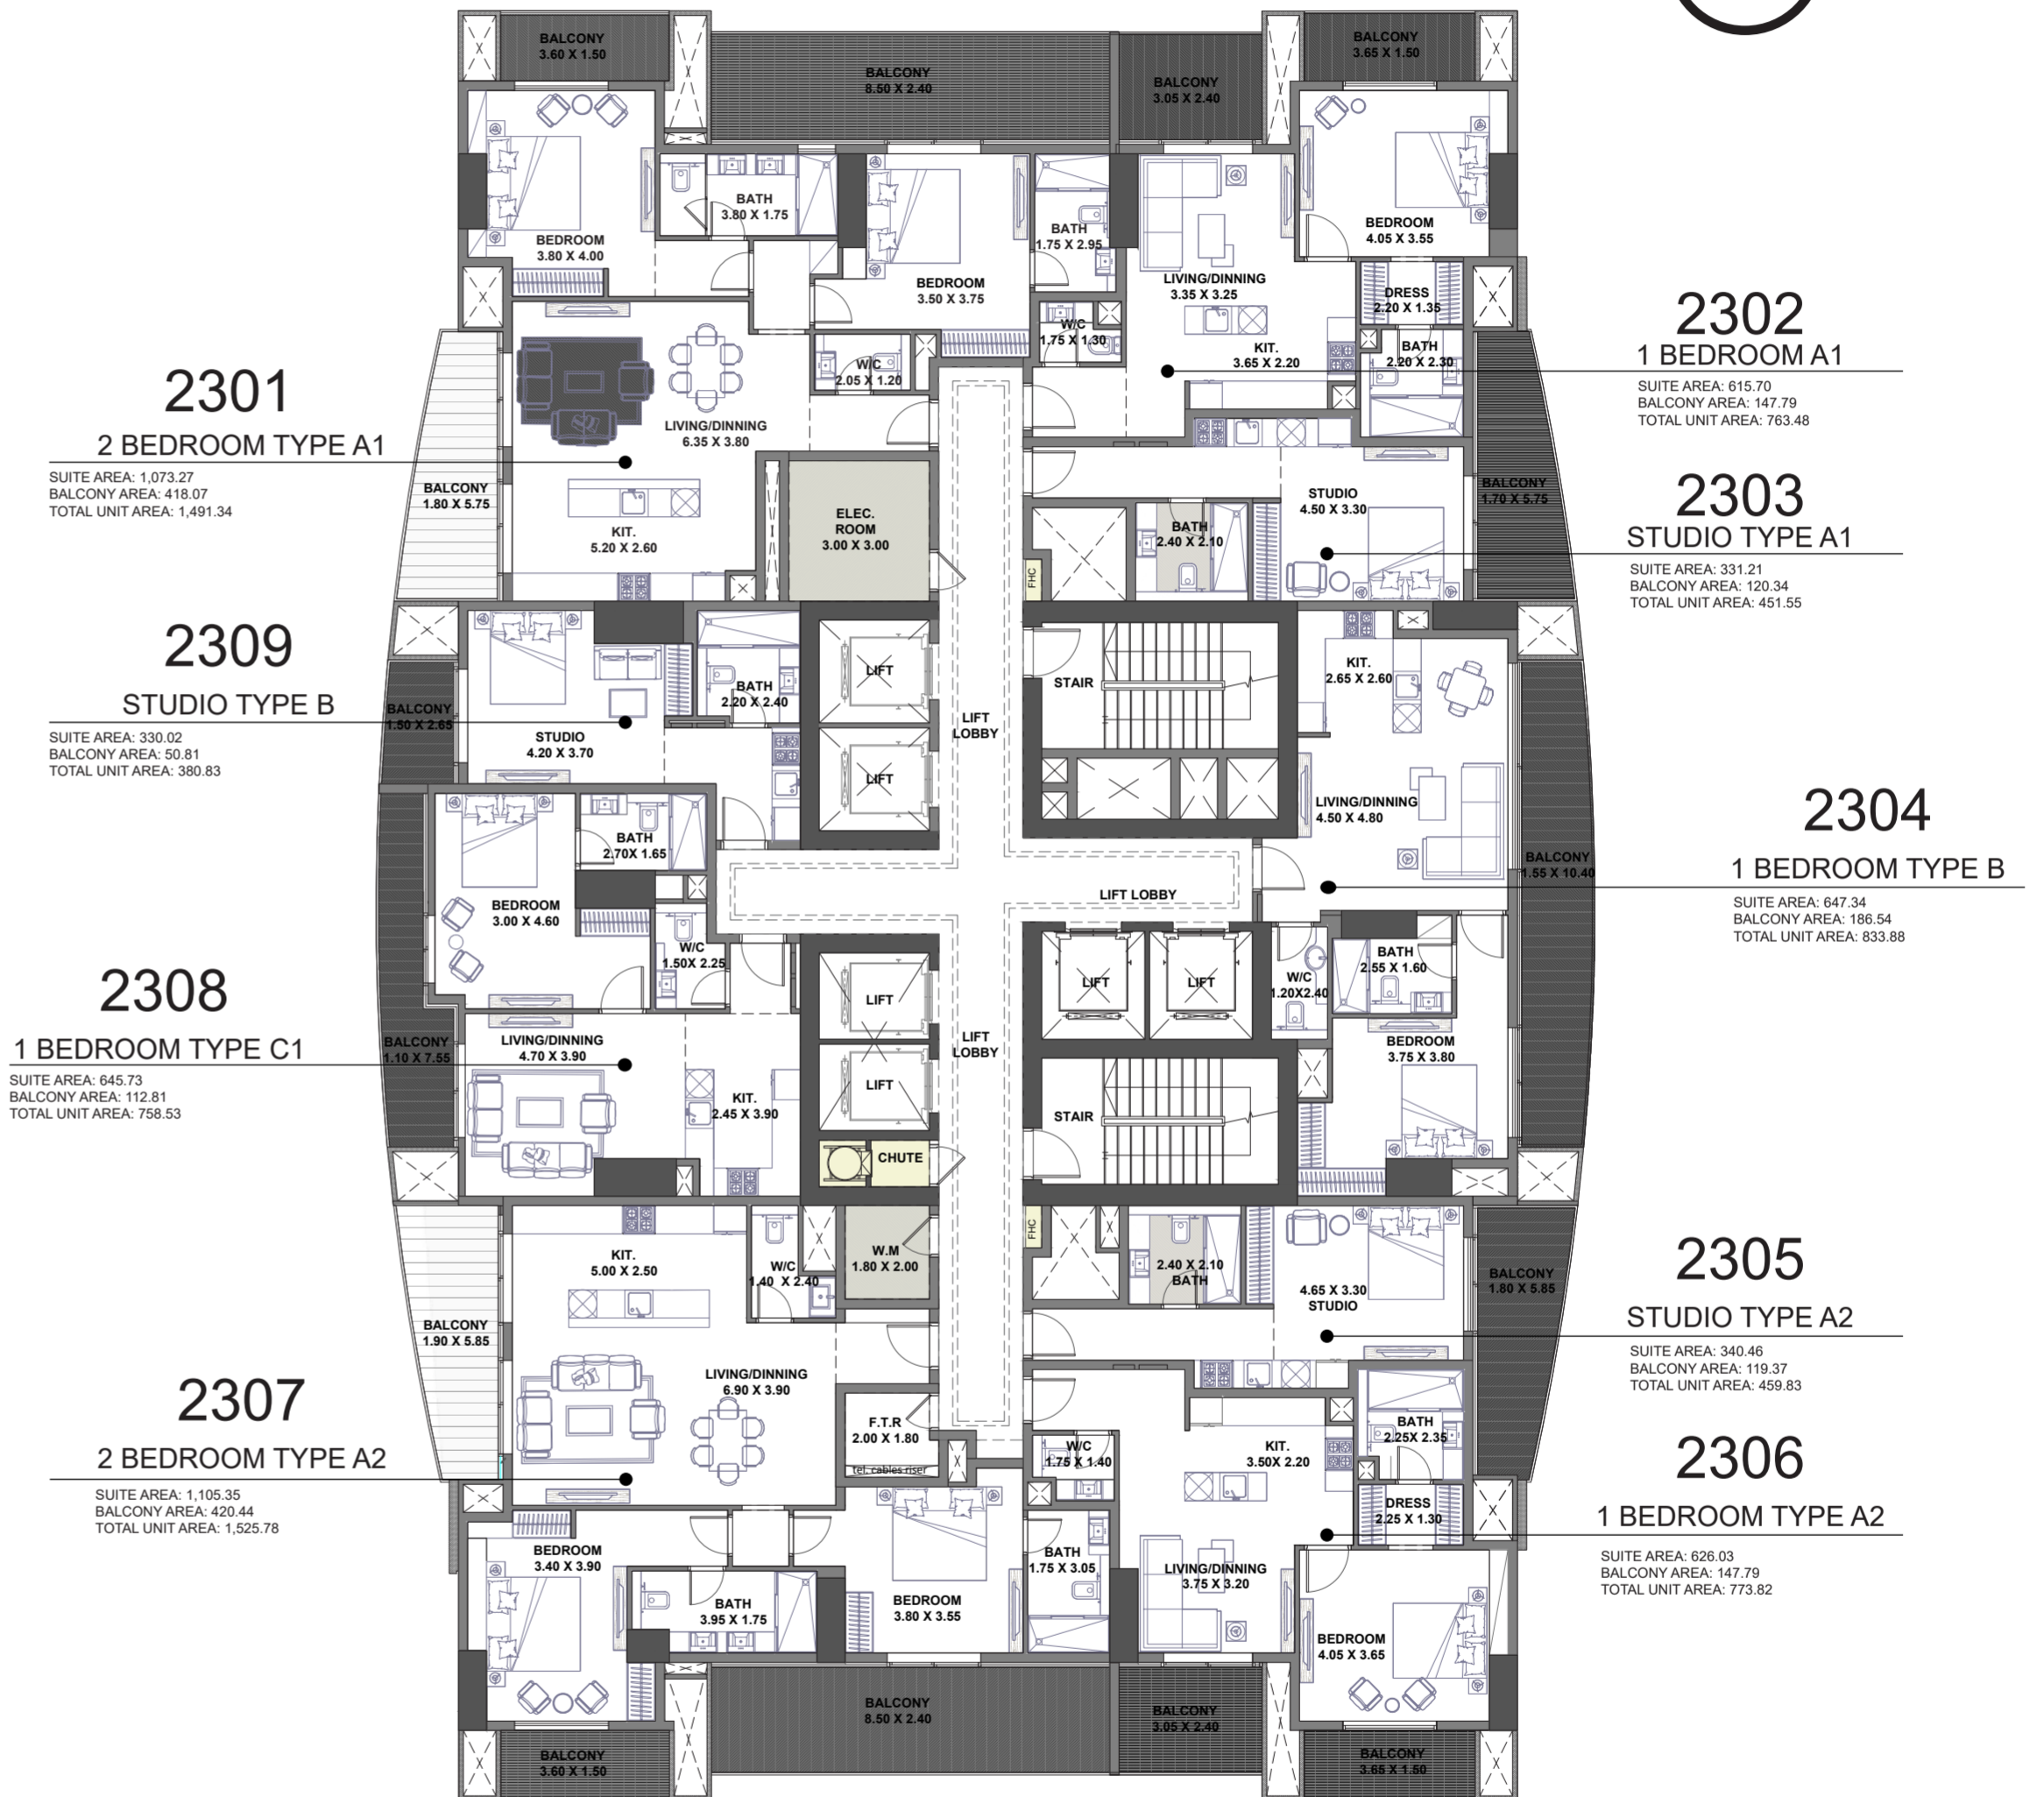 BALCONY
3.60 X 1.50
BALCONY
8.50 X 2.40
BALCONY
3.05 X 2.40
BALCONY
3.65 X 1.50
BATH
3.80 X 1.75
BEDROOM
3.80 X 4.00
BEDROOM
3.50 X 3.75
BATH
1.75 X 2.95
BEDROOM
4.05 X 3.55
LIVING/DINNING
3.35 X 3.25
DRESS
2.20 X 1.35
W/C
1.75 X 1.30
KIT.
3.65 X 2.20
BATH
2.20 X 2.30
W/C
2.05 X 1.20
2302
1 BEDROOM A1
SUITE AREA: 615.70
BALCONY AREA: 147.79
TOTAL UNIT AREA: 763.48
2301
2 BEDROOM TYPE A1
SUITE AREA: 1,073.27
BALCONY AREA: 418.07
TOTAL UNIT AREA: 1,491.34
LIVING/DINNING
6.35 X 3.80
BALCONY
1.80 X 5.75
KIT.
5.20 X 2.60
ELEC.
ROOM
3.00 X 3.00
BATH
2.40 X 2.10
STUDIO
4.50 X 3.30
BALCONY
1.70 X 5.75
FHC
2303
STUDIO TYPE A1
SUITE AREA: 331.21
BALCONY AREA: 120.34
TOTAL UNIT AREA: 451.55
2309
STUDIO TYPE B
SUITE AREA: 330.02
BALCONY AREA: 50.81
TOTAL UNIT AREA: 380.83
BALCONY
1.50 X 2.65
STUDIO
4.20 X 3.70
BATH
2.20 X 2.40
LIFT
LIFT
LIFT
LOBBY
STAIR
KIT.
2.65 X 2.60
LIVING/DINNING
4.50 X 4.80
BALCONY
1.55 X 10.40
2304
1 BEDROOM TYPE B
SUITE AREA: 647.34
BALCONY AREA: 186.54
TOTAL UNIT AREA: 833.88
BATH
2.70X 1.65
BEDROOM
3.00 X 4.60
W/C
1.50X 2.25
LIFT LOBBY
LIFT
LIFT
W/C
1.20X2.40
BATH
2.55 X 1.60
BEDROOM
3.75 X 3.80
2308
1 BEDROOM TYPE C1
SUITE AREA: 645.73
BALCONY AREA: 112.81
TOTAL UNIT AREA: 758.53
BALCONY
1.10 X 7.55
LIVING/DINNING
4.70 X 3.90
KIT.
2.45 X 3.90
LIFT
LIFT
LIFT
LOBBY
STAIR
CHUTE
FHC
W.M
1.80 X 2.00
KIT.
5.00 X 2.50
W/C
1.40 X 2.40
BALCONY
1.90 X 5.85
LIVING/DINNING
6.90 X 3.90
F.T.R
2.00 X 1.80
tel. cables riser
2.40 X 2.10
BATH
4.65 X 3.30
STUDIO
BALCONY
1.80 X 5.85
2305
STUDIO TYPE A2
SUITE AREA: 340.46
BALCONY AREA: 119.37
TOTAL UNIT AREA: 459.83
2307
2 BEDROOM TYPE A2
SUITE AREA: 1,105.35
BALCONY AREA: 420.44
TOTAL UNIT AREA: 1,525.78
W/C
1.75 X 1.40
KIT.
3.50X 2.20
BATH
2.25X 2.35
DRESS
2.25 X 1.30
2306
1 BEDROOM TYPE A2
SUITE AREA: 626.03
BALCONY AREA: 147.79
TOTAL UNIT AREA: 773.82
BEDROOM
3.40 X 3.90
BATH
3.95 X 1.75
BEDROOM
3.80 X 3.55
BATH
1.75 X 3.05
LIVING/DINNING
3.75 X 3.20
BEDROOM
4.05 X 3.65
BALCONY
8.50 X 2.40
BALCONY
3.05 X 2.40
BALCONY
3.60 X 1.50
BALCONY
3.65 X 1.50